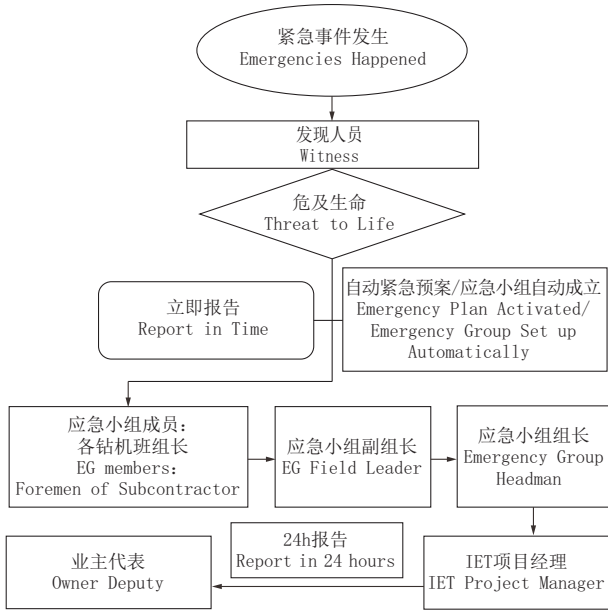 紧急事件发生
Emergencies Happened
发现人员
Witness
危及生命
Threat to Life
立即报告
Report in Time
自动紧急预案/应急小组自动成立
Emergency Plan Activated/
Emergency Group Set up
Automatically
应急小组成员：
各钻机班组长
EG members:
Foremen of Subcontractor
应急小组副组长
EG Field Leader
应急小组组长
Emergency Group
Headman
24h报告
Report in 24 hours
业主代表
Owner Deputy
IET项目经理
IET Project Manager